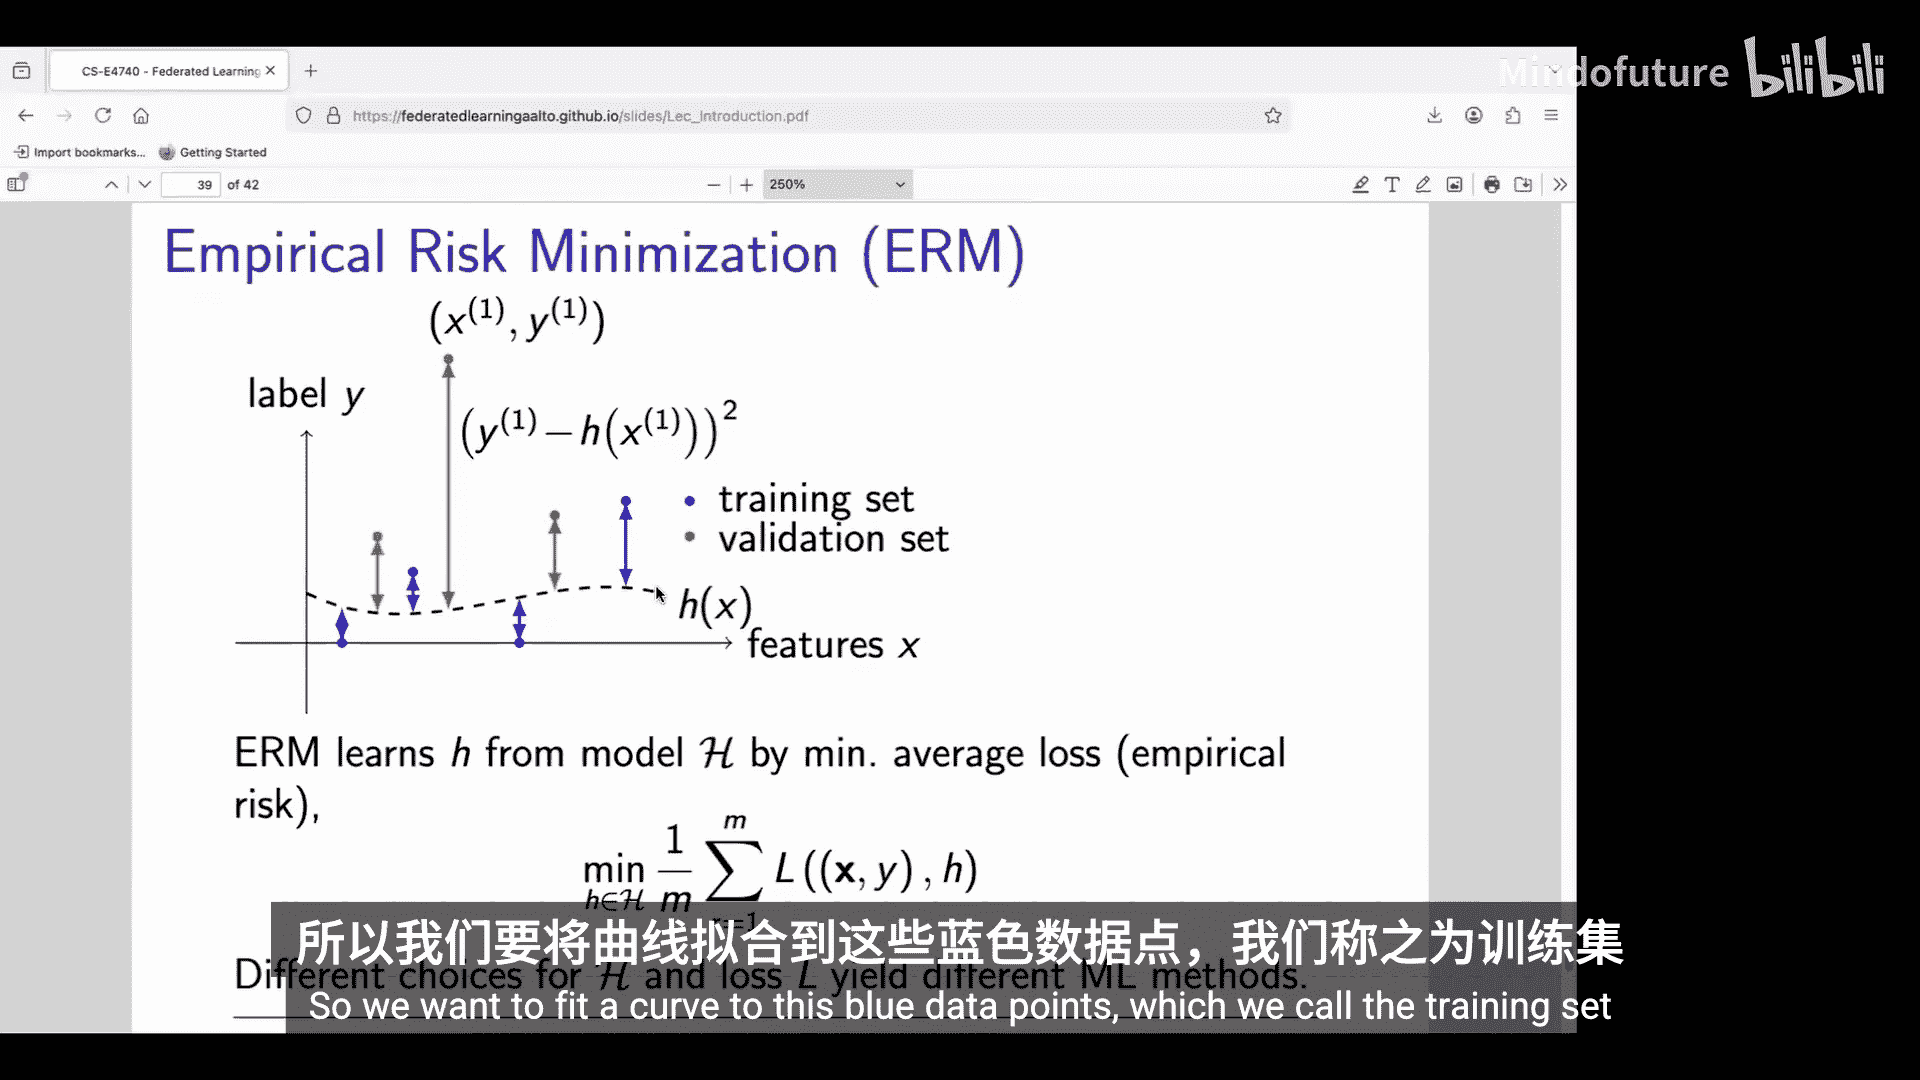 Mindofuture bilibili
CS-E4740 - Federated Learning
https://federatedlearningaalto.github.io/slides/Lec_Introduction.pdf
Import bookmarks... Getting Started
39 of 42
250%
Empirical Risk Minimization (ERM)
(x^(1), y^(1))
label y
(y^(1) − h(x^(1)))^2
training set
validation set
h(x)
features x
ERM learns h from model ℋ by min. average loss (empirical
risk),
min_{h∈ℋ} 1/m ∑_{r=1}^{m} L((𝐱, y), h)
所以我们要将曲线拟合到这些蓝色数据点，我们称之为训练集
Different choices for ℋ and loss L yield different ML methods.
So we want to fit a curve to this blue data points, which we call the training set